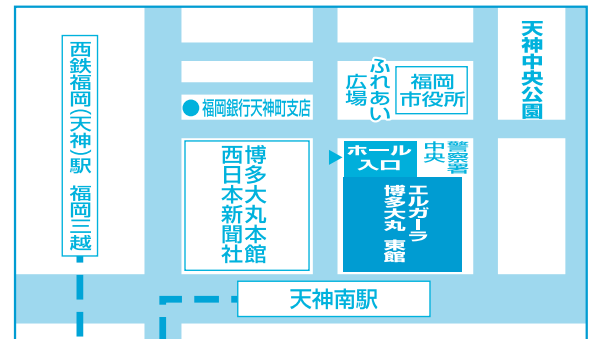 西鉄福岡(天神)駅 福岡三越
●福岡銀行天神町支店
ふれあい
広場
福岡
市役所
天神中央公園
博多大丸本館
西日本新聞社
ホール
入口
警察署
中央
エルガーラ
博多大丸 東館
天神南駅